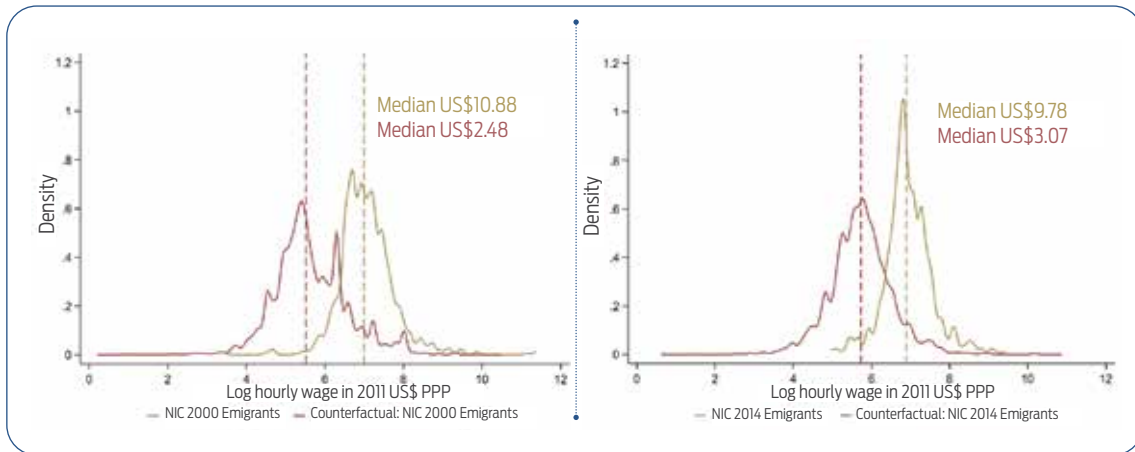 1.2
1
.8
.6
.4
.2
0
Density
Median US$10.88
Median US$2.48
0 2 4 6 8 10 12
Log hourly wage in 2011 US$ PPP
NIC 2000 Emigrants Counterfactual: NIC 2000 Emigrants
1.2
1
.8
.6
.4
.2
0
Density
Median US$9.78
Median US$3.07
0 2 4 6 8 10 12
Log hourly wage in 2011 US$ PPP
NIC 2014 Emigrants Counterfactual: NIC 2014 Emigrants